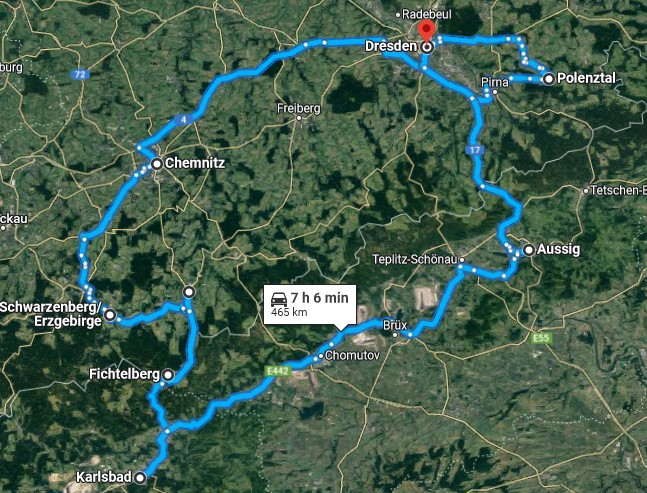 Radebeul
Dresden
burg
72
Pirna
Polenztal
Freiberg
4
17
Chemnitz
Tetschen-B
ckau
Aussig
Teplitz-Schönau
7 h 6 min
465 km
Schwarzenberg/
Erzgebirge
Brüx
E55
Chomutov
Fichtelberg
E442
Karlsbad